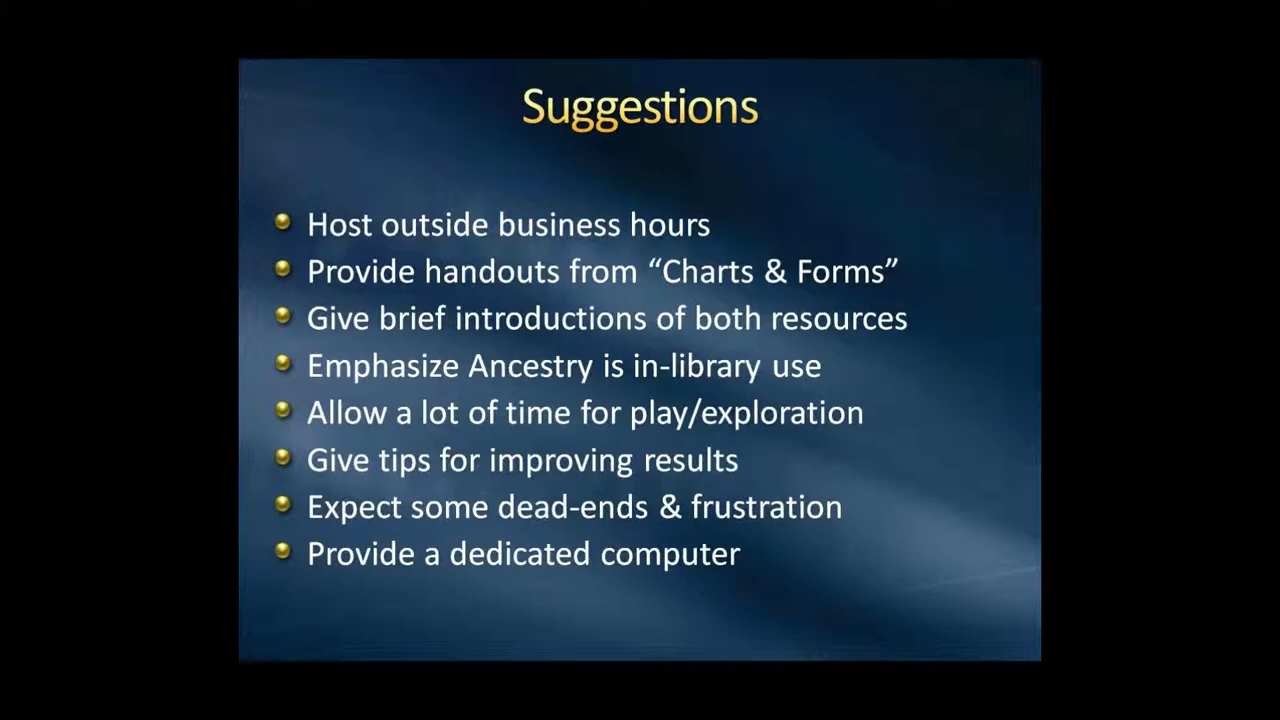 Suggestions
Host outside business hours
Provide handouts from “Charts & Forms”
Give brief introductions of both resources
Emphasize Ancestry is in-library use
Allow a lot of time for play/exploration
Give tips for improving results
Expect some dead-ends & frustration
Provide a dedicated computer